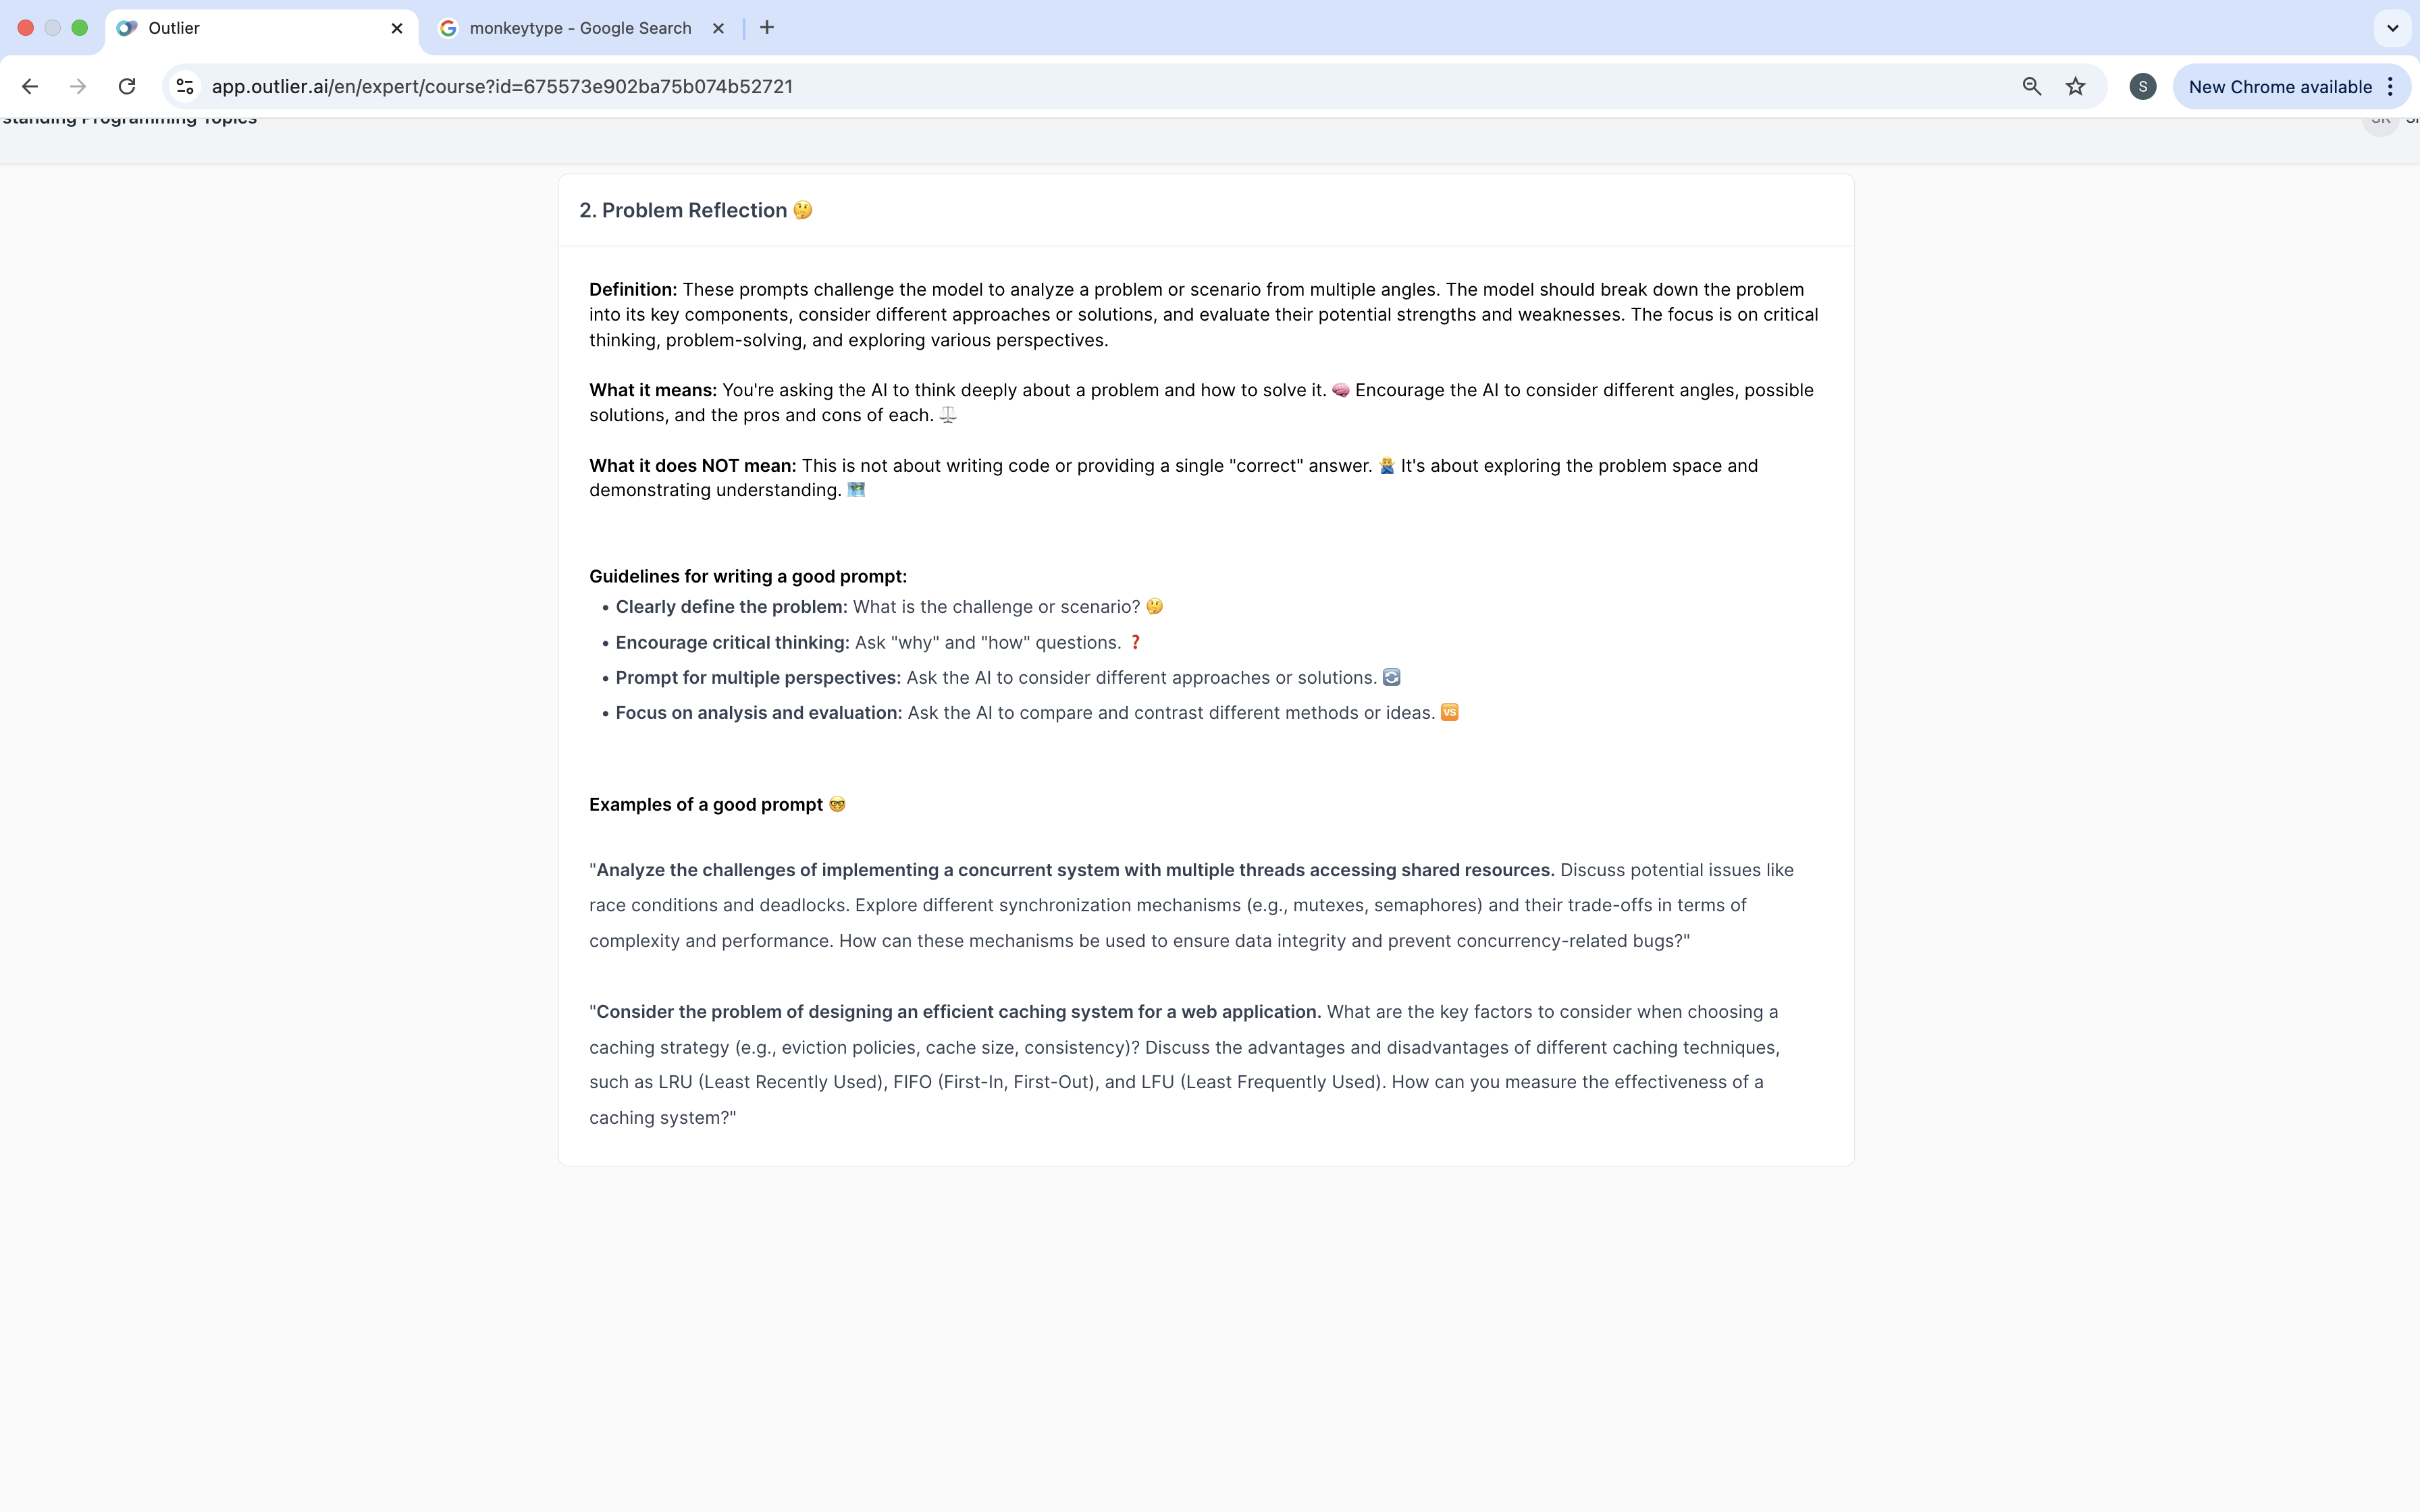 Outlier
monkeytype - Google Search
app.outlier.ai/en/expert/course?id=675573e902ba75b074b52721
S
New Chrome available
standing Programming Topics
SK
2. Problem Reflection 🤔
Definition: These prompts challenge the model to analyze a problem or scenario from multiple angles. The model should break down the problem
into its key components, consider different approaches or solutions, and evaluate their potential strengths and weaknesses. The focus is on critical
thinking, problem-solving, and exploring various perspectives.
What it means: You're asking the AI to think deeply about a problem and how to solve it. 🧠 Encourage the AI to consider different angles, possible
solutions, and the pros and cons of each. ⚖️
What it does NOT mean: This is not about writing code or providing a single "correct" answer. 🙅‍♂️ It's about exploring the problem space and
demonstrating understanding. 🗺️
Guidelines for writing a good prompt:
• Clearly define the problem: What is the challenge or scenario? 🤔
• Encourage critical thinking: Ask "why" and "how" questions. ❓
• Prompt for multiple perspectives: Ask the AI to consider different approaches or solutions. 🔄
• Focus on analysis and evaluation: Ask the AI to compare and contrast different methods or ideas. 🆚
Examples of a good prompt 🤓
"Analyze the challenges of implementing a concurrent system with multiple threads accessing shared resources. Discuss potential issues like
race conditions and deadlocks. Explore different synchronization mechanisms (e.g., mutexes, semaphores) and their trade-offs in terms of
complexity and performance. How can these mechanisms be used to ensure data integrity and prevent concurrency-related bugs?"
"Consider the problem of designing an efficient caching system for a web application. What are the key factors to consider when choosing a
caching strategy (e.g., eviction policies, cache size, consistency)? Discuss the advantages and disadvantages of different caching techniques,
such as LRU (Least Recently Used), FIFO (First-In, First-Out), and LFU (Least Frequently Used). How can you measure the effectiveness of a
caching system?"